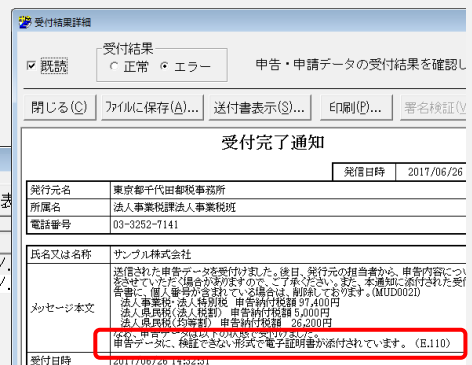 受付結果詳細
既読
受付結果
正常 エラー
申告・申請データの受付結果を確認し
閉じる(C) ファイルに保存(A)... 送付書表示(S)... 印刷(P)... 署名検証(V
受付完了通知
発信日時 2017/06/26
発行元名 東京都千代田都税事務所
所属名 法人事業税課法人事業税班
電話番号 03-3252-7141
氏名又は名称 サンプル株式会社
メッセージ本文
送信された申告データを受付けました。後日、発行元の担当者から、申告内容につい
をさせていただく場合がありますので、ご了承ください。また、本通知に添付された受付
告書に、個人番号が含まれている場合は、削除しております。(MUD002I)
法人事業税・法人特別税 申告納付税額 97,400円
法人県民税(法人税割) 申告納付税額 5,000円
法人県民税(均等割) 申告納付税額 26,200円
なお、申告データは以下の状態で受付けました。
申告データに、検証できない形式で電子証明書が添付されています。 (E.110)
受付日時 2017/06/26 14:32:31
表